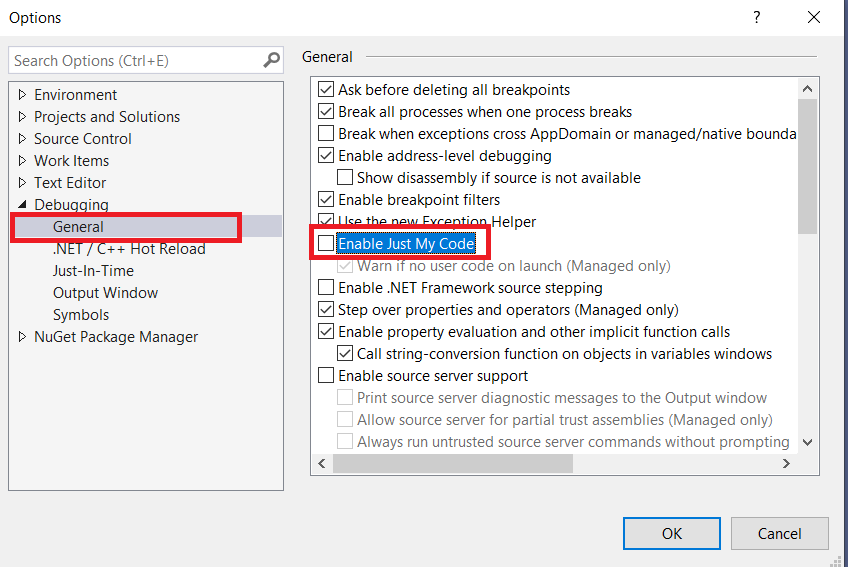 Options
?
Search Options (Ctrl+E)
Environment
Projects and Solutions
Source Control
Work Items
Text Editor
Debugging
General
.NET / C++ Hot Reload
Just-In-Time
Output Window
Symbols
NuGet Package Manager
General
Ask before deleting all breakpoints
Break all processes when one process breaks
Break when exceptions cross AppDomain or managed/native bounda
Enable address-level debugging
Show disassembly if source is not available
Enable breakpoint filters
Use the new Exception Helper
Enable Just My Code
Warn if no user code on launch (Managed only)
Enable .NET Framework source stepping
Step over properties and operators (Managed only)
Enable property evaluation and other implicit function calls
Call string-conversion function on objects in variables windows
Enable source server support
Print source server diagnostic messages to the Output window
Allow source server for partial trust assemblies (Managed only)
Always run untrusted source server commands without prompting
OK
Cancel